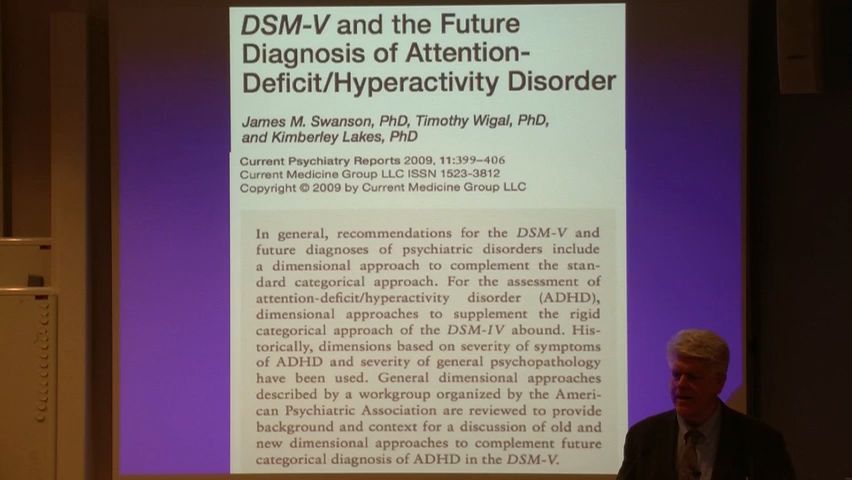 DSM-V and the Future
Diagnosis of Attention-
Deficit/Hyperactivity Disorder
James M. Swanson, PhD, Timothy Wigal, PhD,
and Kimberley Lakes, PhD
Current Psychiatry Reports 2009, 11:399–406
Current Medicine Group LLC ISSN 1523-3812
Copyright © 2009 by Current Medicine Group LLC
In general, recommendations for the DSM-V and
future diagnoses of psychiatric disorders include
a dimensional approach to complement the stan-
dard categorical approach. For the assessment of
attention-deficit/hyperactivity disorder (ADHD),
dimensional approaches to supplement the rigid
categorical approach of the DSM-IV abound. His-
torically, dimensions based on severity of symptoms
of ADHD and severity of general psychopathology
have been used. General dimensional approaches
described by a workgroup organized by the Ameri-
can Psychiatric Association are reviewed to provide
background and context for a discussion of old and
new dimensional approaches to complement future
categorical diagnosis of ADHD in the DSM-V.